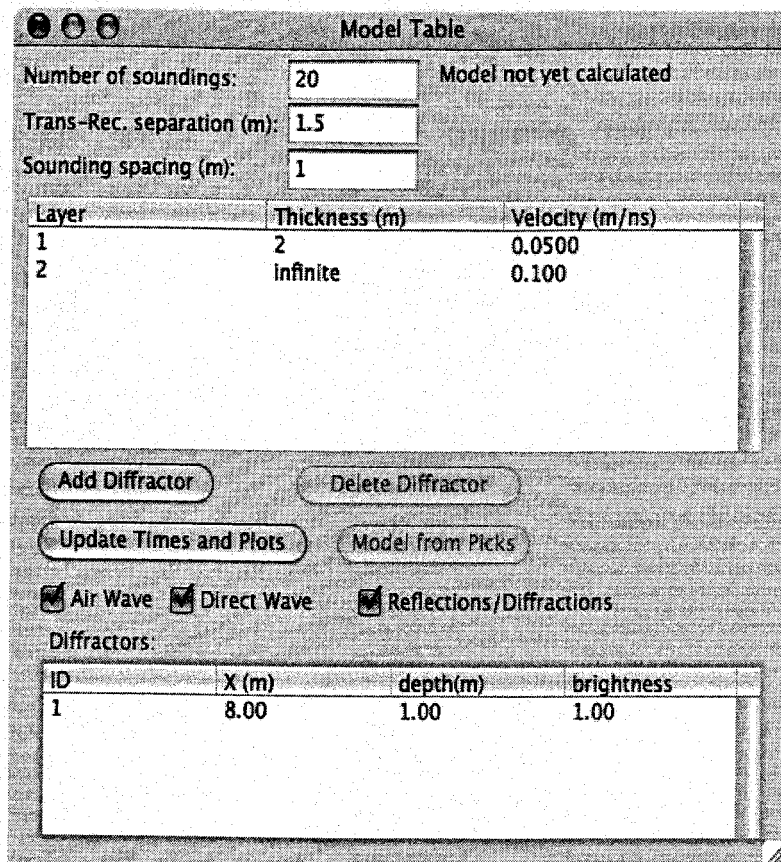 Model Table
Number of soundings: 20 Model not yet calculated
Trans-Rec. separation (m): 1.5
Sounding spacing (m): 1
Layer Thickness (m) Velocity (m/ns)
1 2 0.0500
2 infinite 0.100
Add Diffractor Delete Diffractor
Update Times and Plots Model from Picks
Air Wave Direct Wave Reflections/Diffractions
Diffractors:
ID X (m) depth(m) brightness
1 8.00 1.00 1.00